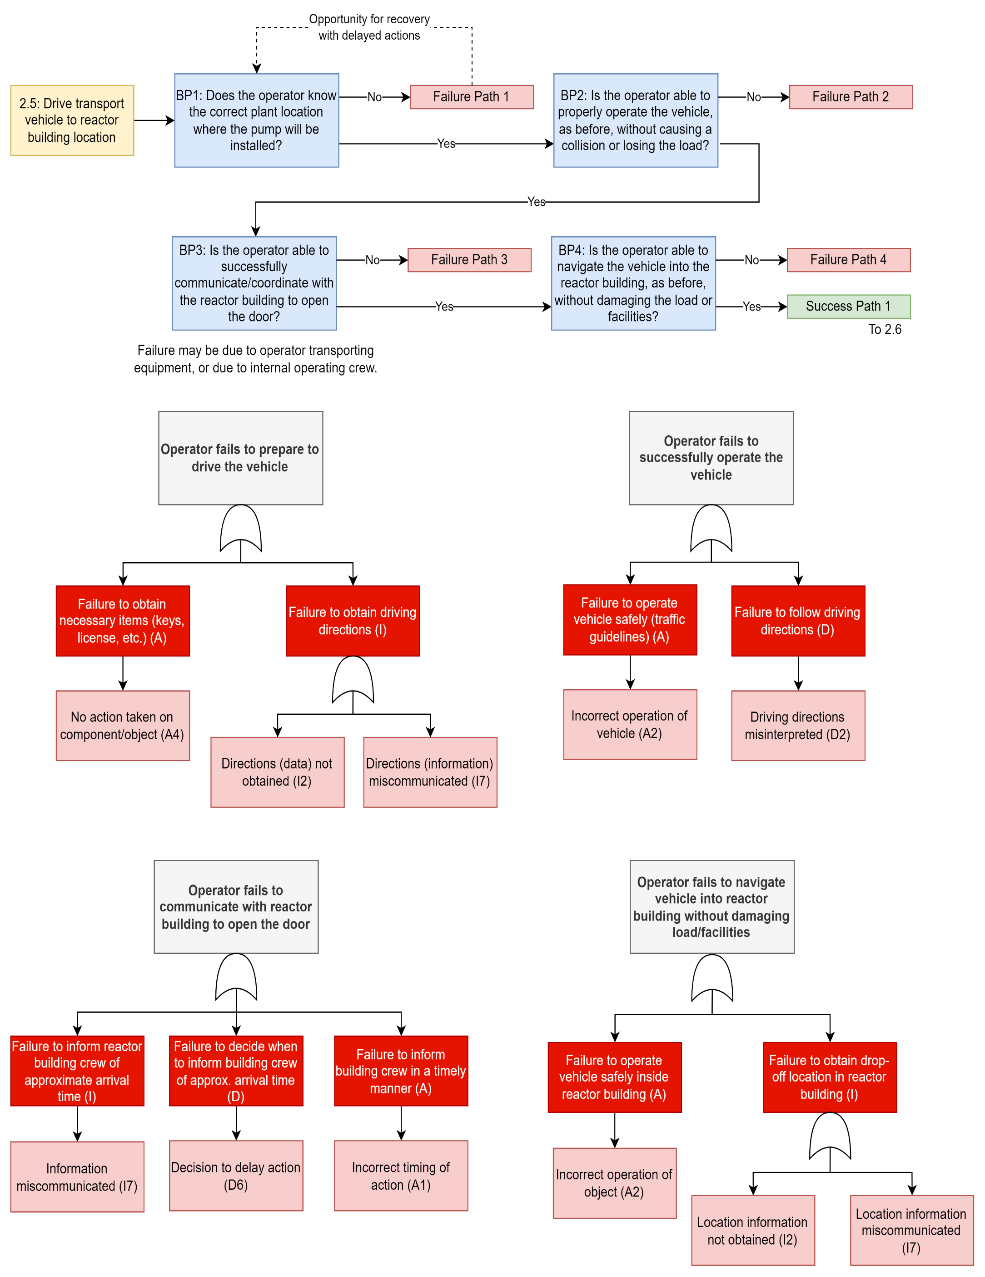 Opportunity for recovery
with delayed actions
2.5: Drive transport
vehicle to reactor
building location
BP1: Does the operator know
the correct plant location
where the pump will be
installed?
No
Failure Path 1
Yes
BP2: Is the operator able to
properly operate the vehicle,
as before, without causing a
collision or losing the load?
No
Failure Path 2
Yes
BP3: Is the operator able to
successfully
communicate/coordinate with
the reactor building to open
the door?
No
Failure Path 3
Yes
BP4: Is the operator able to
navigate the vehicle into the
reactor building, as before,
without damaging the load or
facilities?
No
Failure Path 4
Yes
Success Path 1
To 2.6
Failure may be due to operator transporting
equipment, or due to internal operating crew.
Operator fails to prepare to
drive the vehicle
Failure to obtain
necessary items (keys,
license, etc.) (A)
Failure to obtain driving
directions (I)
No action taken on
component/object (A4)
Directions (data) not
obtained (I2)
Directions (information)
miscommunicated (I7)
Operator fails to
successfully operate the
vehicle
Failure to operate
vehicle safely (traffic
guidelines) (A)
Failure to follow driving
directions (D)
Incorrect operation of
vehicle (A2)
Driving directions
misinterpreted (D2)
Operator fails to
communicate with reactor
building to open the door
Failure to inform reactor
building crew of
approximate arrival
time (I)
Failure to decide when
to inform building crew
of approx. arrival time
(D)
Failure to inform
building crew in a timely
manner (A)
Information
miscommunicated (I7)
Decision to delay action
(D6)
Incorrect timing of
action (A1)
Operator fails to navigate
vehicle into reactor
building without damaging
load/facilities
Failure to operate
vehicle safely inside
reactor building (A)
Failure to obtain drop-
off location in reactor
building (I)
Incorrect operation of
object (A2)
Location information
not obtained (I2)
Location information
miscommunicated
(I7)